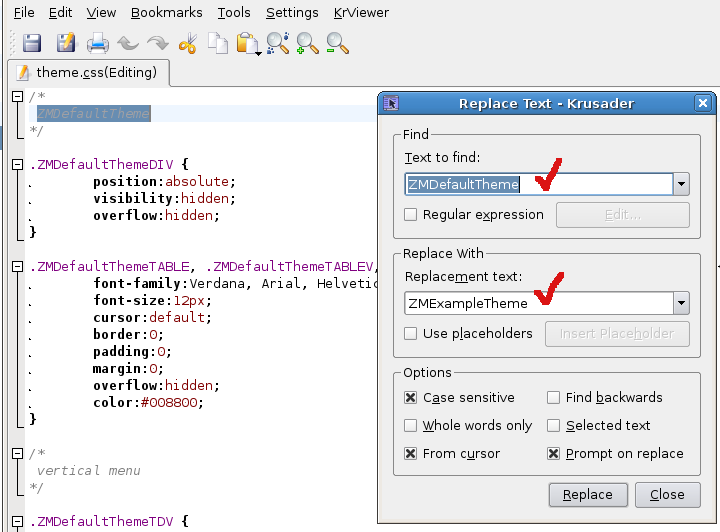 File Edit View Bookmarks Tools Settings KrViewer
theme.css(Editing)
/*
ZMDefaultTheme
*/
.ZMDefaultThemeDIV {
position:absolute;
visibility:hidden;
overflow:hidden;
}
.ZMDefaultThemeTABLE, .ZMDefaultThemeTABLEV,
font-family:Verdana, Arial, Helvetic
font-size:12px;
cursor:default;
border:0;
padding:0;
margin:0;
overflow:hidden;
color:#008800;
}
/*
vertical menu
*/
.ZMDefaultThemeTDV {
Replace Text - Krusader
Find
Text to find:
ZMDefaultTheme
Regular expression Edit...
Replace With
Replacement text:
ZMExampleTheme
Use placeholders Insert Placeholder
Options
Case sensitive Find backwards
Whole words only Selected text
From cursor Prompt on replace
Replace Close